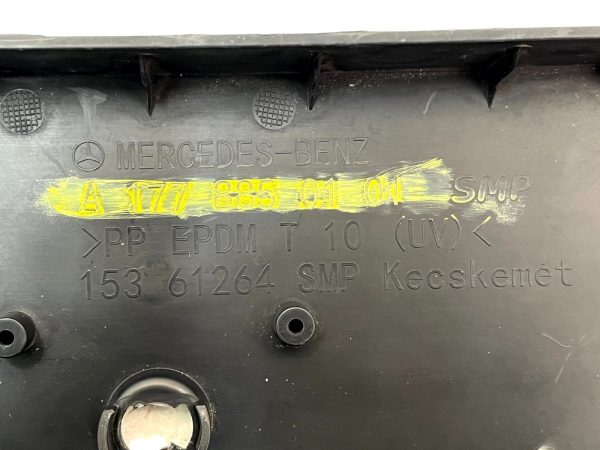 MERCEDES-BENZ
A 177 885 01 01 SMP
>PP EPDM T 10 (UV)<
153 61264 SMP Kecskemét